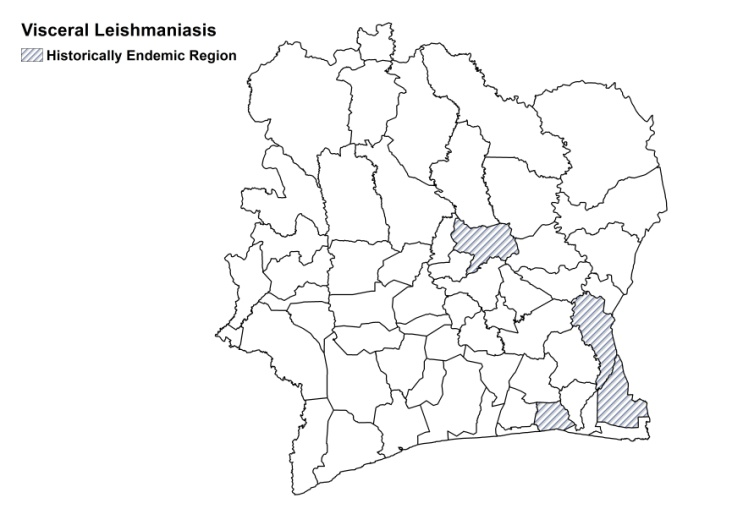 Visceral Leishmaniasis
Historically Endemic Region